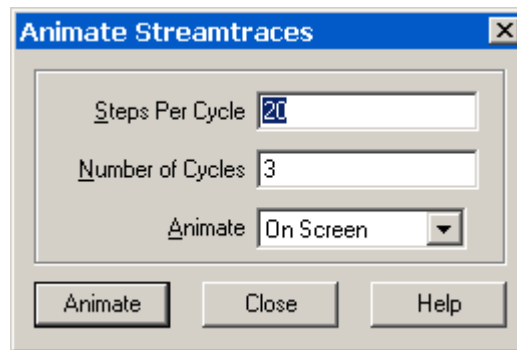 Animate Streamtraces
Steps Per Cycle 20
Number of Cycles 3
Animate On Screen
Animate Close Help